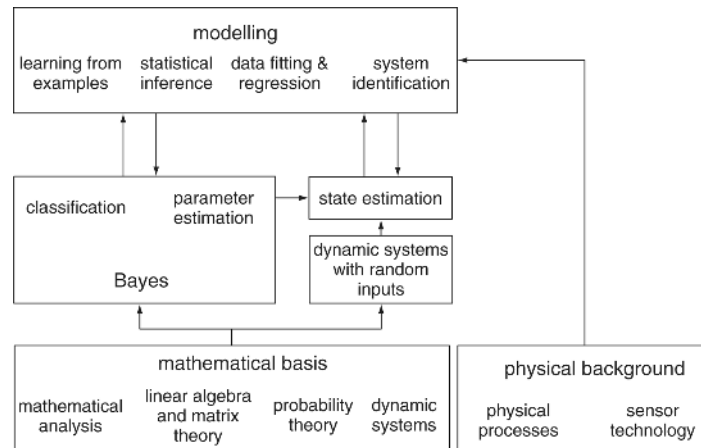 modelling
learning from
examples
statistical
inference
data fitting &
regression
system
identification
classification
parameter
estimation
Bayes
state estimation
dynamic systems
with random
inputs
mathematical basis
mathematical
analysis
linear algebra
and matrix
theory
probability
theory
dynamic
systems
physical background
physical
processes
sensor
technology